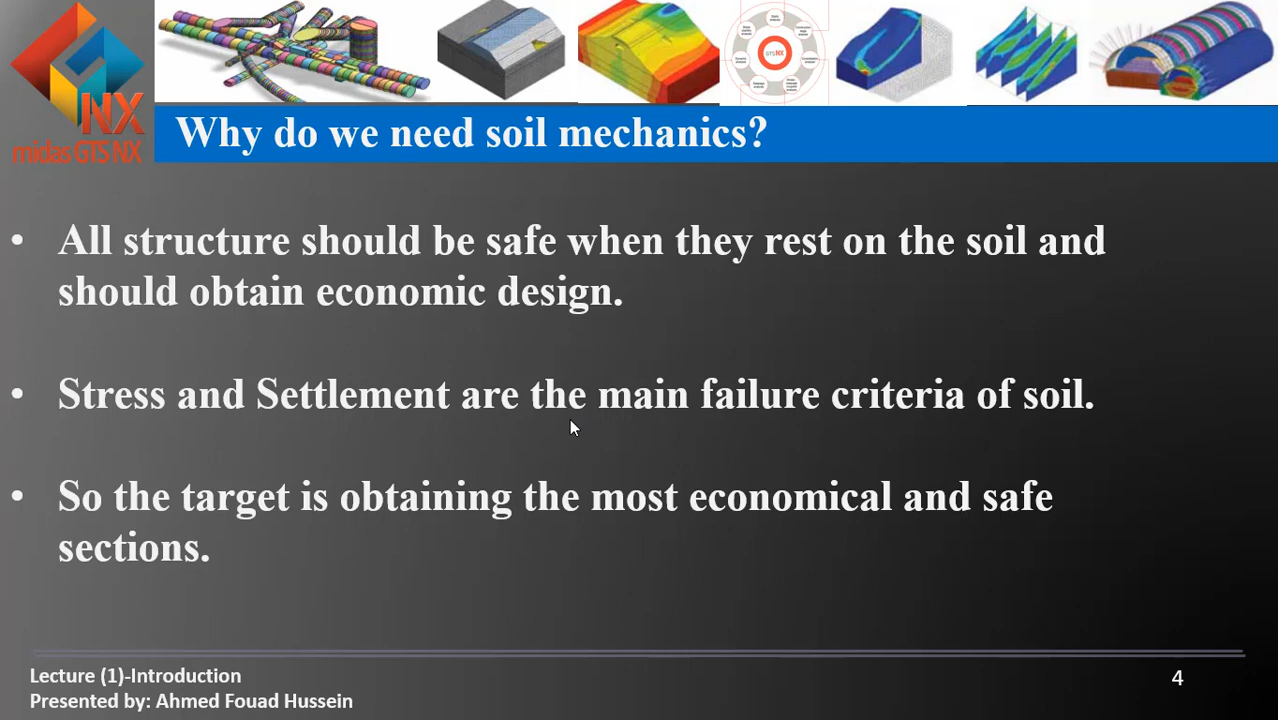 NX
midas GTS NX
GTS NX
Why do we need soil mechanics?
• All structure should be safe when they rest on the soil and
should obtain economic design.
• Stress and Settlement are the main failure criteria of soil.
• So the target is obtaining the most economical and safe
sections.
Lecture (1)-Introduction
4
Presented by: Ahmed Fouad Hussein